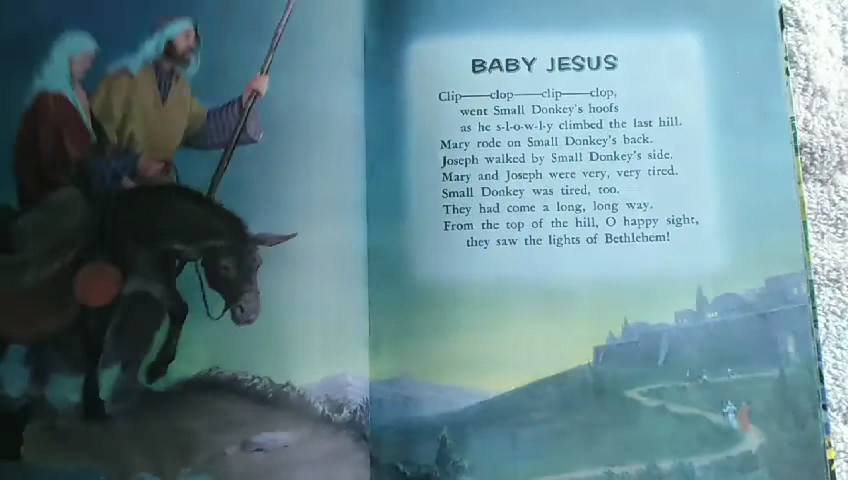 BABY JESUS
Clip——clop——clip——clop,
went Small Donkey's hoofs
as he s-l-o-w-l-y climbed the last hill.
Mary rode on Small Donkey's back.
Joseph walked by Small Donkey's side.
Mary and Joseph were very, very tired.
Small Donkey was tired, too.
They had come a long, long way.
From the top of the hill, O happy sight,
they saw the lights of Bethlehem!